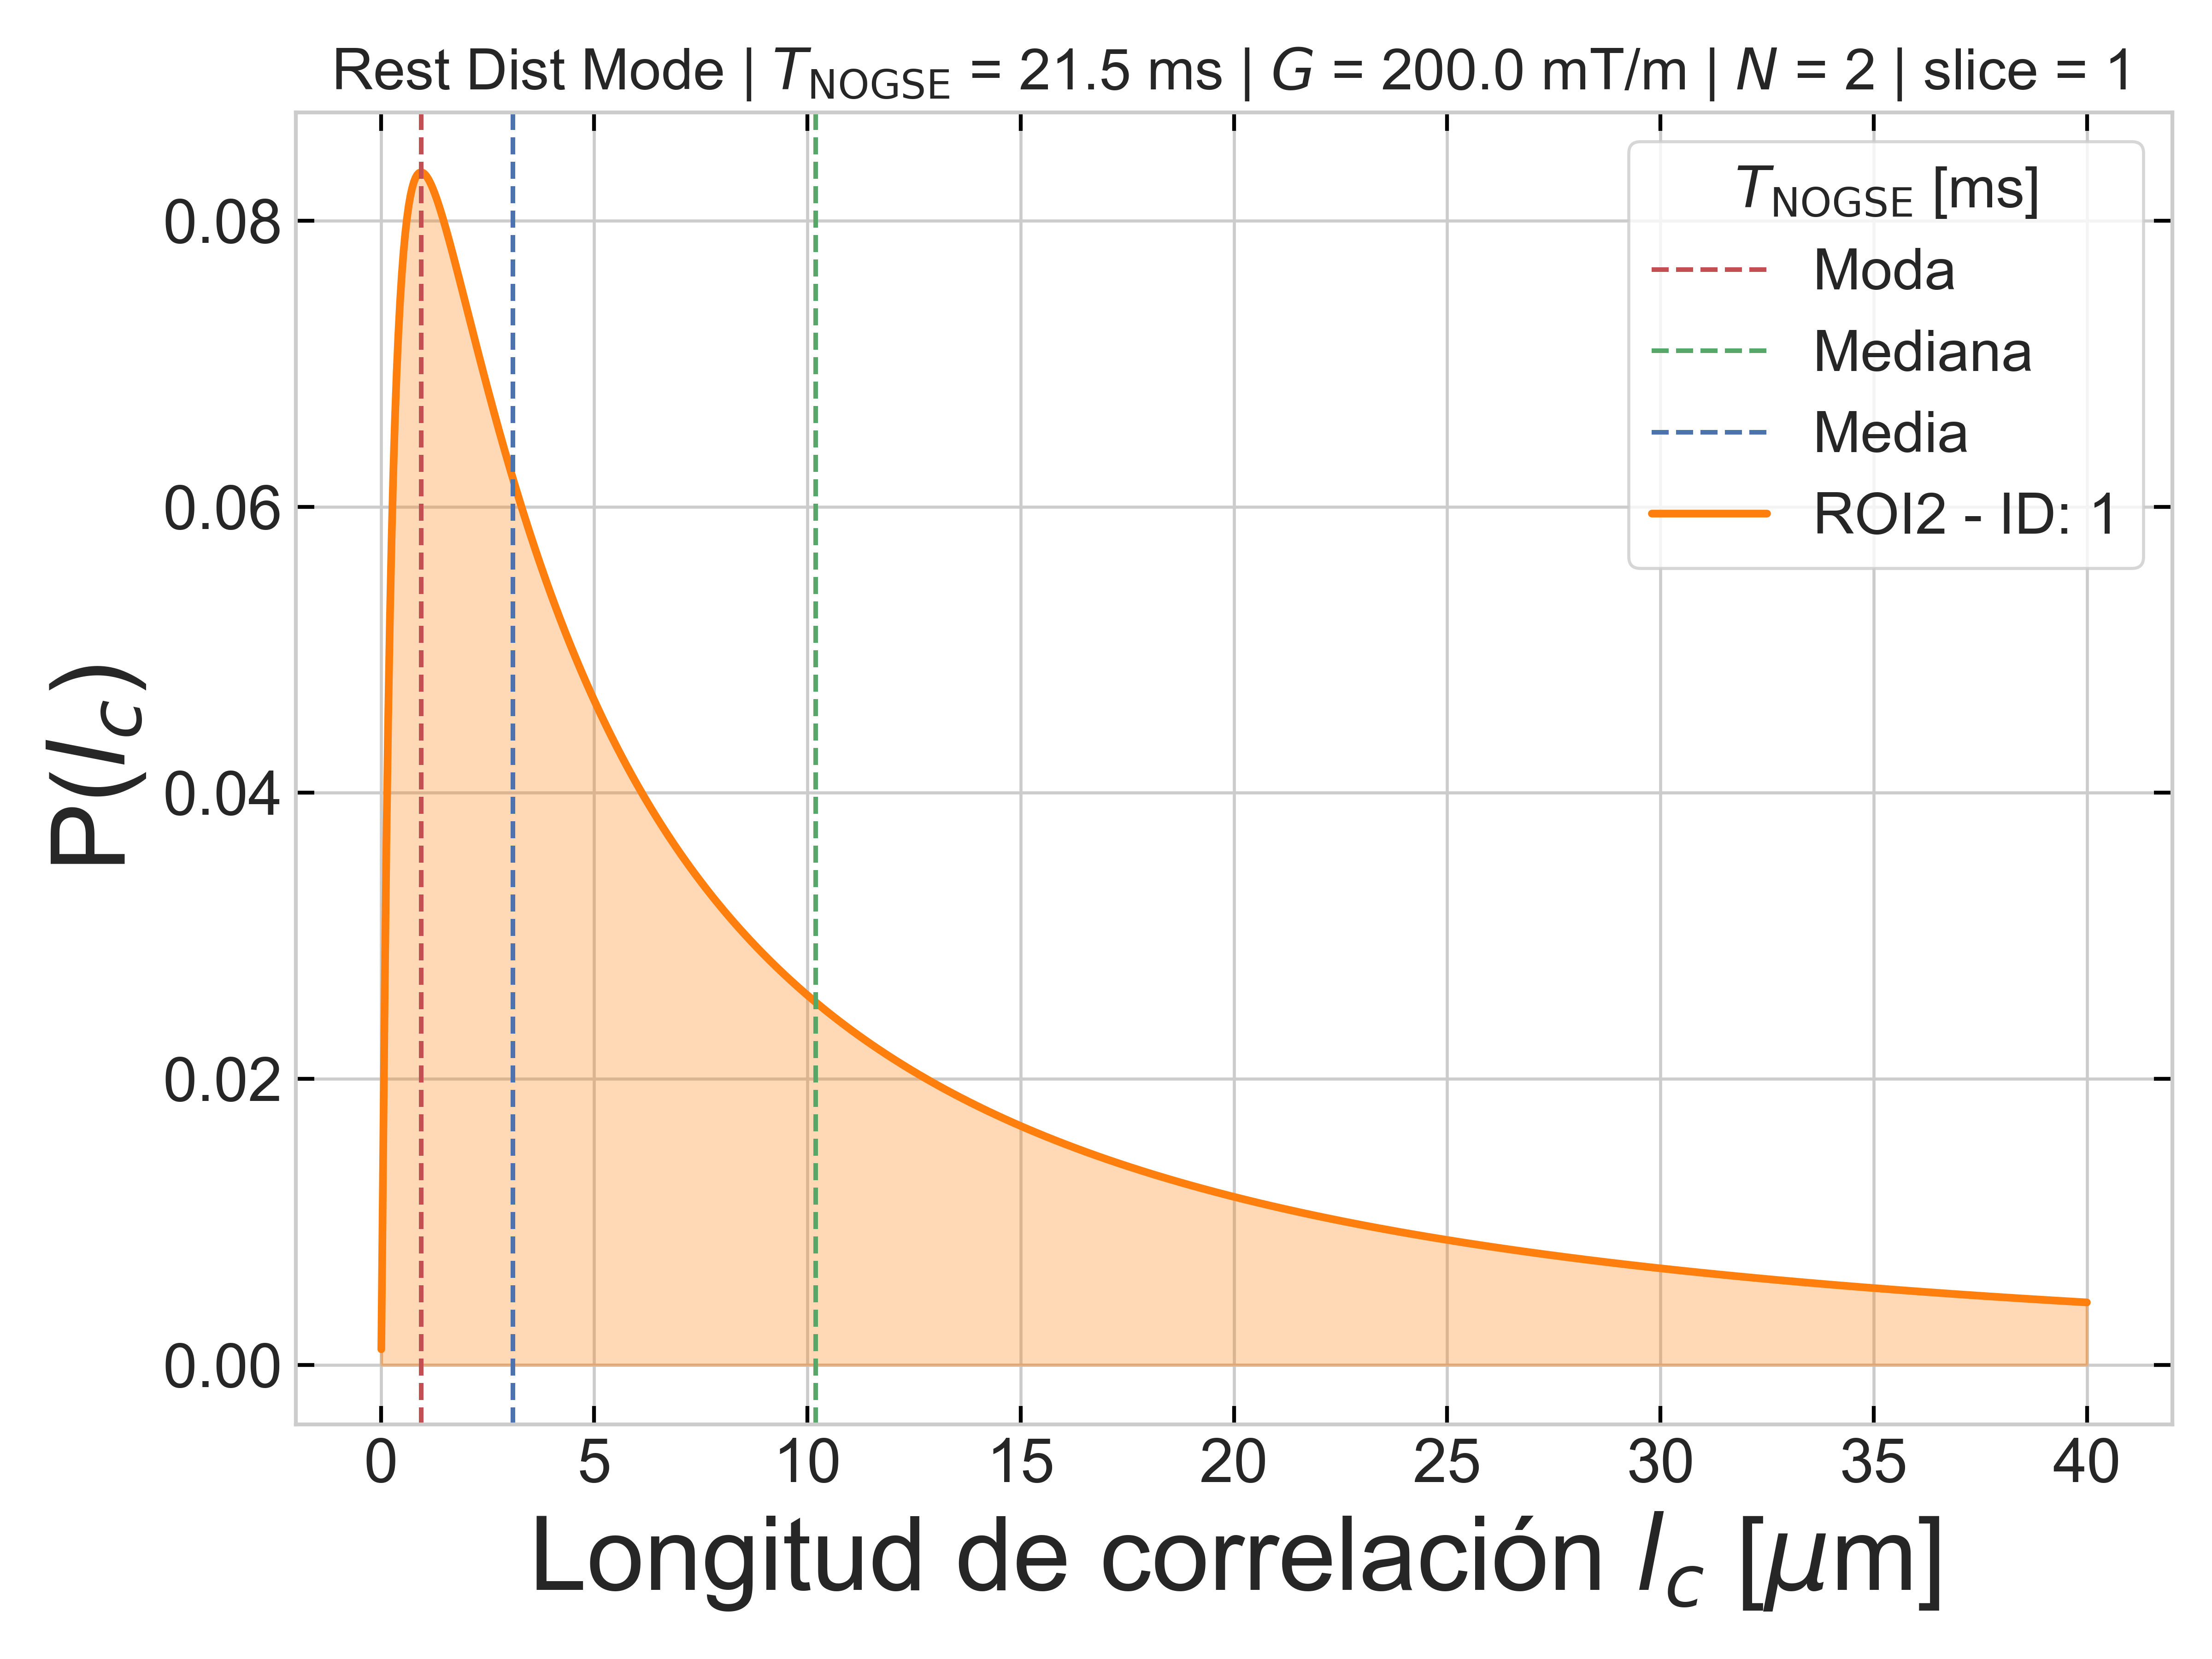 Rest Dist Mode | T_NOGSE = 21.5 ms | G = 200.0 mT/m | N = 2 | slice = 1
T_NOGSE [ms]
Moda
Mediana
Media
ROI2 - ID: 1
P(l_c)
0.08
0.06
0.04
0.02
0.00
0 5 10 15 20 25 30 35 40
Longitud de correlación l_c [μm]